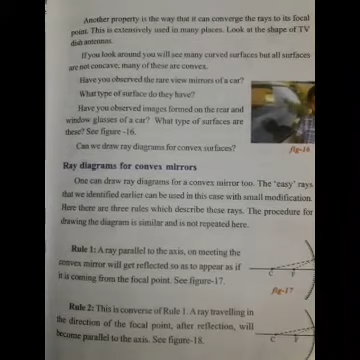 Another property is the way that it can converge the rays to its focal
point. This is extensively used in many places. Look at the shape of TV
dish antennas.
If you look around you will see many curved surfaces but all surfaces
are not concave, many of these are convex.
Have you observed the rare view mirrors of a car?
What type of surface do they have?
Have you observed images formed on the rear and
window glasses of a car? What type of surfaces are
these? See figure -16.
Can we draw ray diagrams for convex surfaces?
fig-16
Ray diagrams for convex mirrors
One can draw ray diagrams for a convex mirror too. The 'easy' rays
that we identified earlier can be used in this case with small modification.
Here there are three rules which describe these rays. The procedure for
drawing the diagram is similar and is not repeated here.
Rule 1: A ray parallel to the axis, on meeting the
convex mirror will get reflected so as to appear as if
it is coming from the focal point. See figure-17.
C F
fig-17
Rule 2: This is converse of Rule 1. A ray travelling in
the direction of the focal point, after reflection, will
become parallel to the axis. See figure-18.
C F